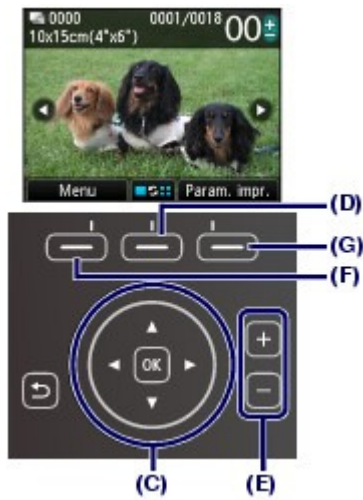 0000 0001/0018 00±
10x15cm(4"x6")
Menu Param. impr.
(D)
(G)
(F)
OK
+
−
(C) (E)